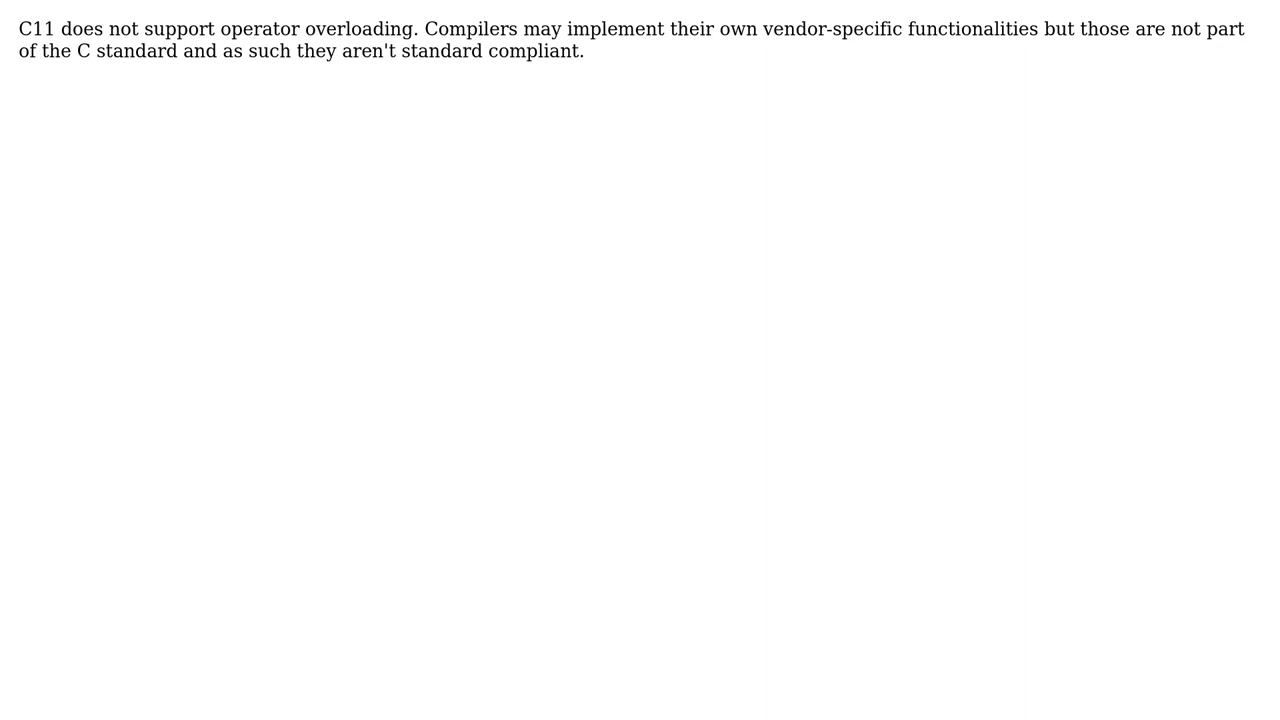 C11 does not support operator overloading. Compilers may implement their own vendor-specific functionalities but those are not part
of the C standard and as such they aren't standard compliant.